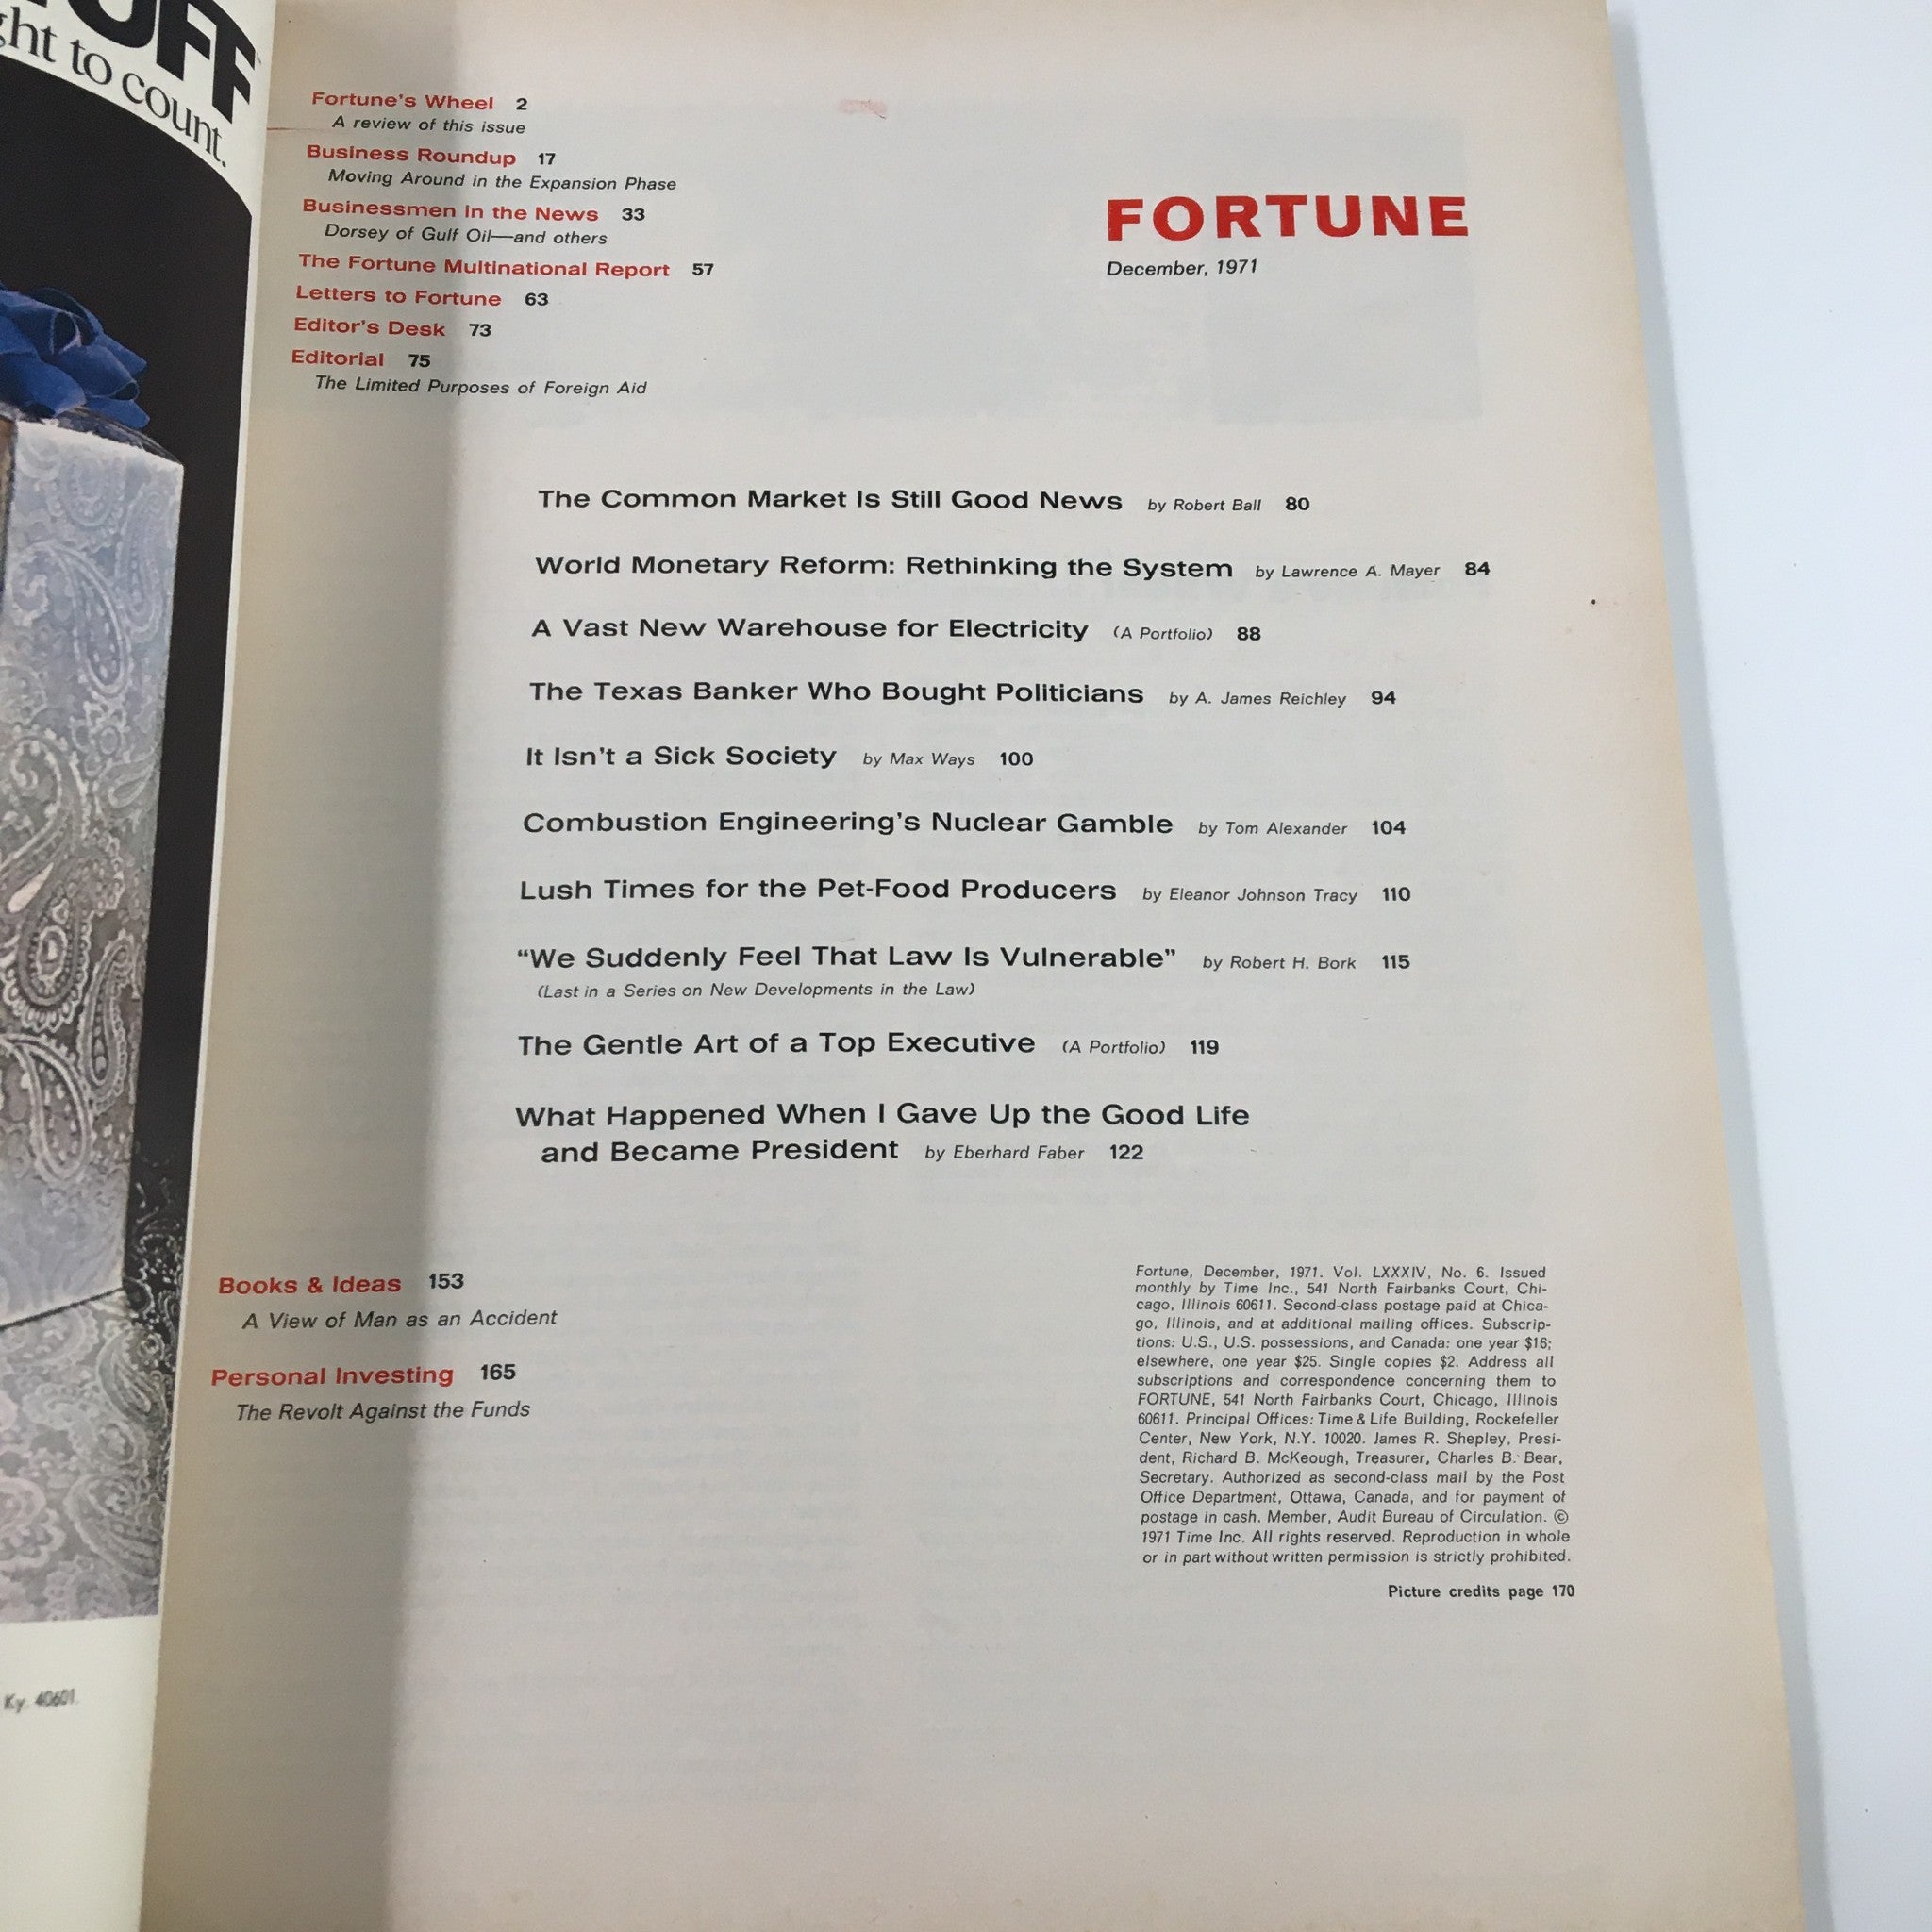 ght to count.
Ky. 40601.
Fortune's Wheel 2
A review of this issue
Business Roundup 17
Moving Around in the Expansion Phase
Businessmen in the News 33
Dorsey of Gulf Oil—and others
The Fortune Multinational Report 57
Letters to Fortune 63
Editor's Desk 73
Editorial 75
The Limited Purposes of Foreign Aid
FORTUNE
December, 1971
The Common Market Is Still Good News by Robert Ball 80
World Monetary Reform: Rethinking the System by Lawrence A. Mayer 84
A Vast New Warehouse for Electricity (A Portfolio) 88
The Texas Banker Who Bought Politicians by A. James Reichley 94
It Isn't a Sick Society by Max Ways 100
Combustion Engineering's Nuclear Gamble by Tom Alexander 104
Lush Times for the Pet-Food Producers by Eleanor Johnson Tracy 110
“We Suddenly Feel That Law Is Vulnerable” by Robert H. Bork 115
(Last in a Series on New Developments in the Law)
The Gentle Art of a Top Executive (A Portfolio) 119
What Happened When I Gave Up the Good Life
and Became President by Eberhard Faber 122
Books & Ideas 153
A View of Man as an Accident
Personal Investing 165
The Revolt Against the Funds
Fortune, December, 1971. Vol. LXXXIV, No. 6. Issued
monthly by Time Inc., 541 North Fairbanks Court, Chi-
cago, Illinois 60611. Second-class postage paid at Chica-
go, Illinois, and at additional mailing offices. Subscrip-
tions: U.S., U.S. possessions, and Canada: one year $16;
elsewhere, one year $25. Single copies $2. Address all
subscriptions and correspondence concerning them to
FORTUNE, 541 North Fairbanks Court, Chicago, Illinois
60611. Principal Offices: Time & Life Building, Rockefeller
Center, New York, N.Y. 10020. James R. Shepley, Presi-
dent, Richard B. McKeough, Treasurer, Charles B. Bear,
Secretary. Authorized as second-class mail by the Post
Office Department, Ottawa, Canada, and for payment of
postage in cash. Member, Audit Bureau of Circulation. ©
1971 Time Inc. All rights reserved. Reproduction in whole
or in part without written permission is strictly prohibited.
Picture credits page 170